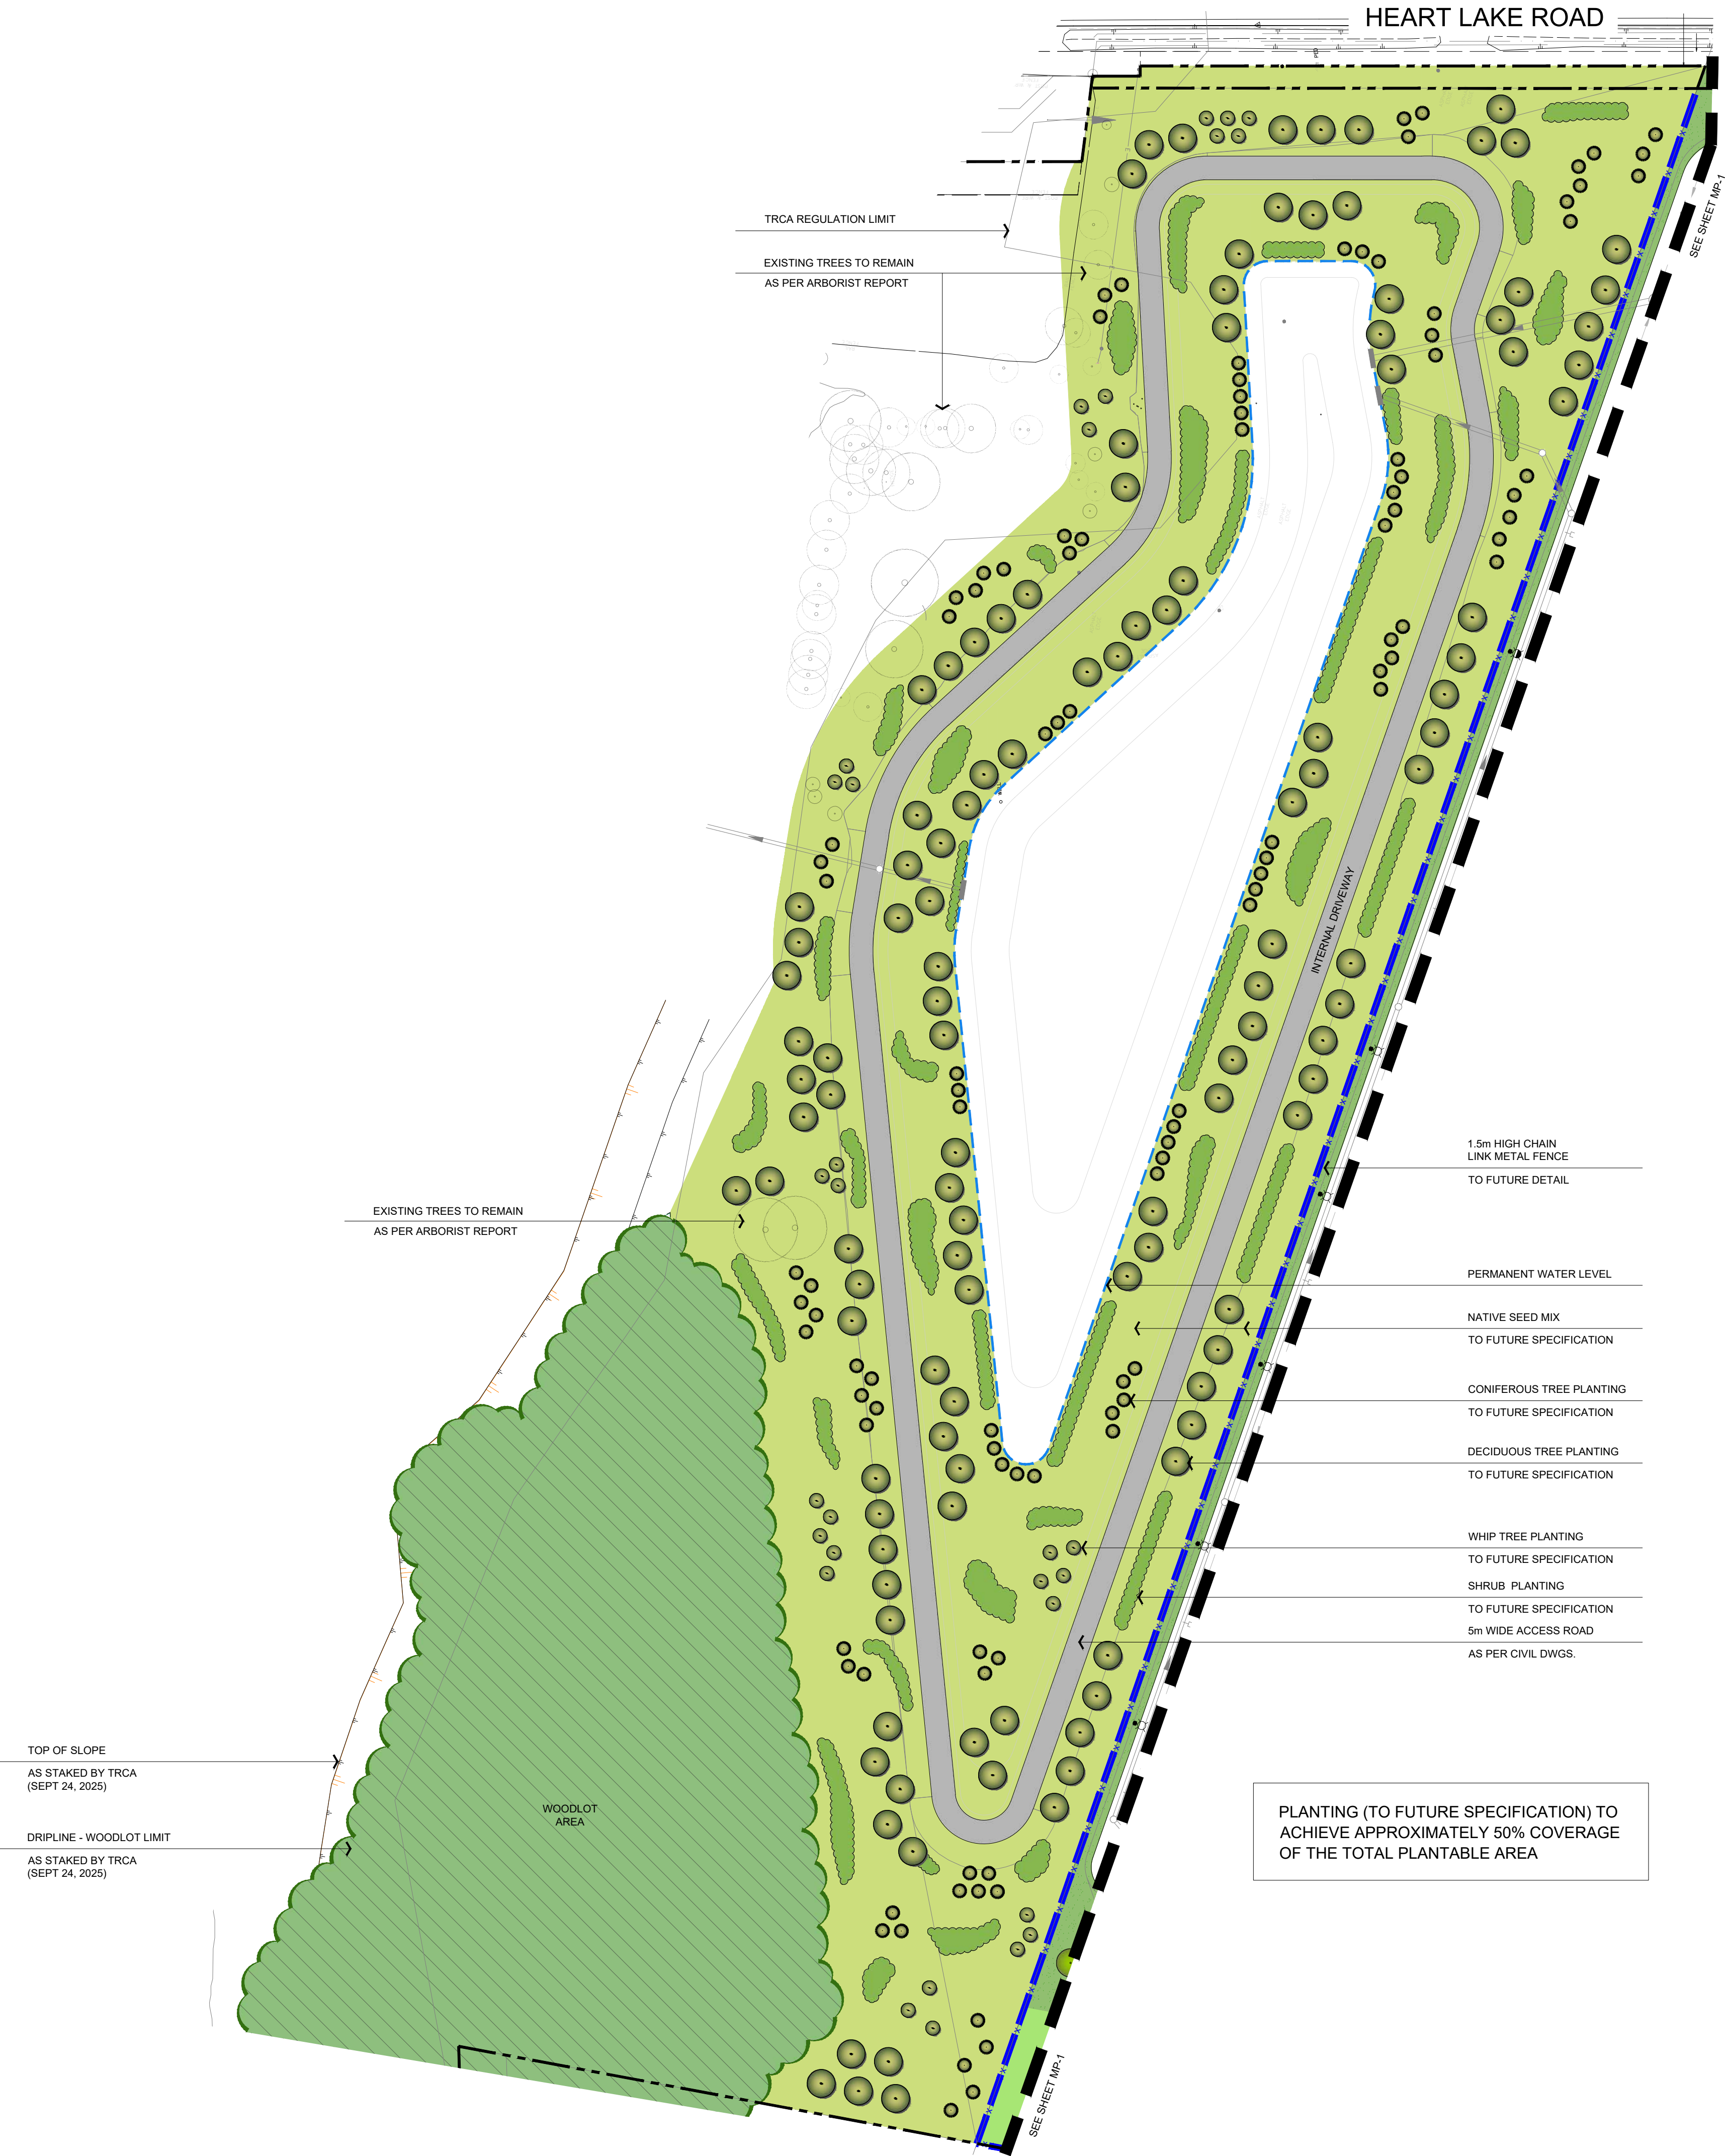 HEART LAKE ROAD
SEE SHEET MP-1
TRCA REGULATION LIMIT
EXISTING TREES TO REMAIN
AS PER ARBORIST REPORT
INTERNAL DRIVEWAY
1.5m HIGH CHAIN
LINK METAL FENCE
TO FUTURE DETAIL
EXISTING TREES TO REMAIN
AS PER ARBORIST REPORT
PERMANENT WATER LEVEL
NATIVE SEED MIX
TO FUTURE SPECIFICATION
CONIFEROUS TREE PLANTING
TO FUTURE SPECIFICATION
DECIDUOUS TREE PLANTING
TO FUTURE SPECIFICATION
WHIP TREE PLANTING
TO FUTURE SPECIFICATION
SHRUB PLANTING
TO FUTURE SPECIFICATION
5m WIDE ACCESS ROAD
AS PER CIVIL DWGS.
TOP OF SLOPE
AS STAKED BY TRCA
(SEPT 24, 2025)
WOODLOT
AREA
DRIPLINE - WOODLOT LIMIT
AS STAKED BY TRCA
(SEPT 24, 2025)
PLANTING (TO FUTURE SPECIFICATION) TO
ACHIEVE APPROXIMATELY 50% COVERAGE
OF THE TOTAL PLANTABLE AREA
SEE SHEET MP-1